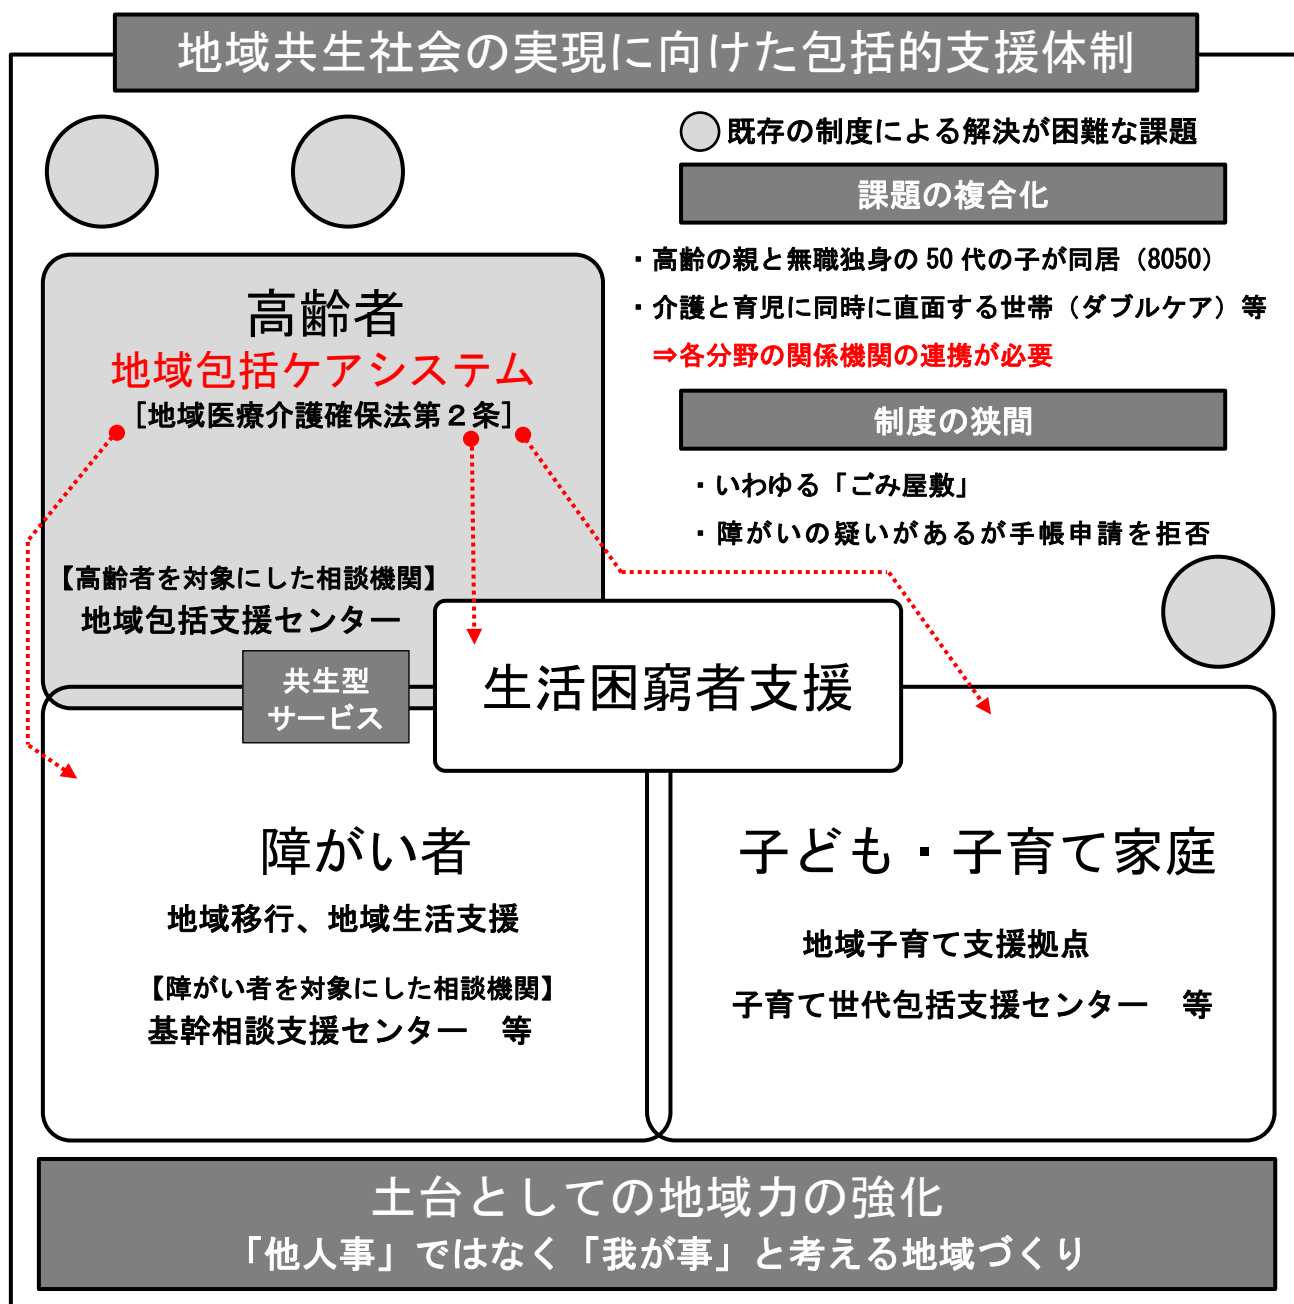 地域共生社会の実現に向けた包括的支援体制
既存の制度による解決が困難な課題
課題の複合化
・高齢の親と無職独身の50代の子が同居（8050）
・介護と育児に同時に直面する世帯（ダブルケア）等
⇒各分野の関係機関の連携が必要
制度の狭間
・いわゆる「ごみ屋敷」
・障がいの疑いがあるが手帳申請を拒否
高齢者
地域包括ケアシステム
[地域医療介護確保法第２条]
【高齢者を対象にした相談機関】
地域包括支援センター
共生型
サービス
生活困窮者支援
障がい者
地域移行、地域生活支援
【障がい者を対象にした相談機関】
基幹相談支援センター　等
子ども・子育て家庭
地域子育て支援拠点
子育て世代包括支援センター　等
土台としての地域力の強化
「他人事」ではなく「我が事」と考える地域づくり